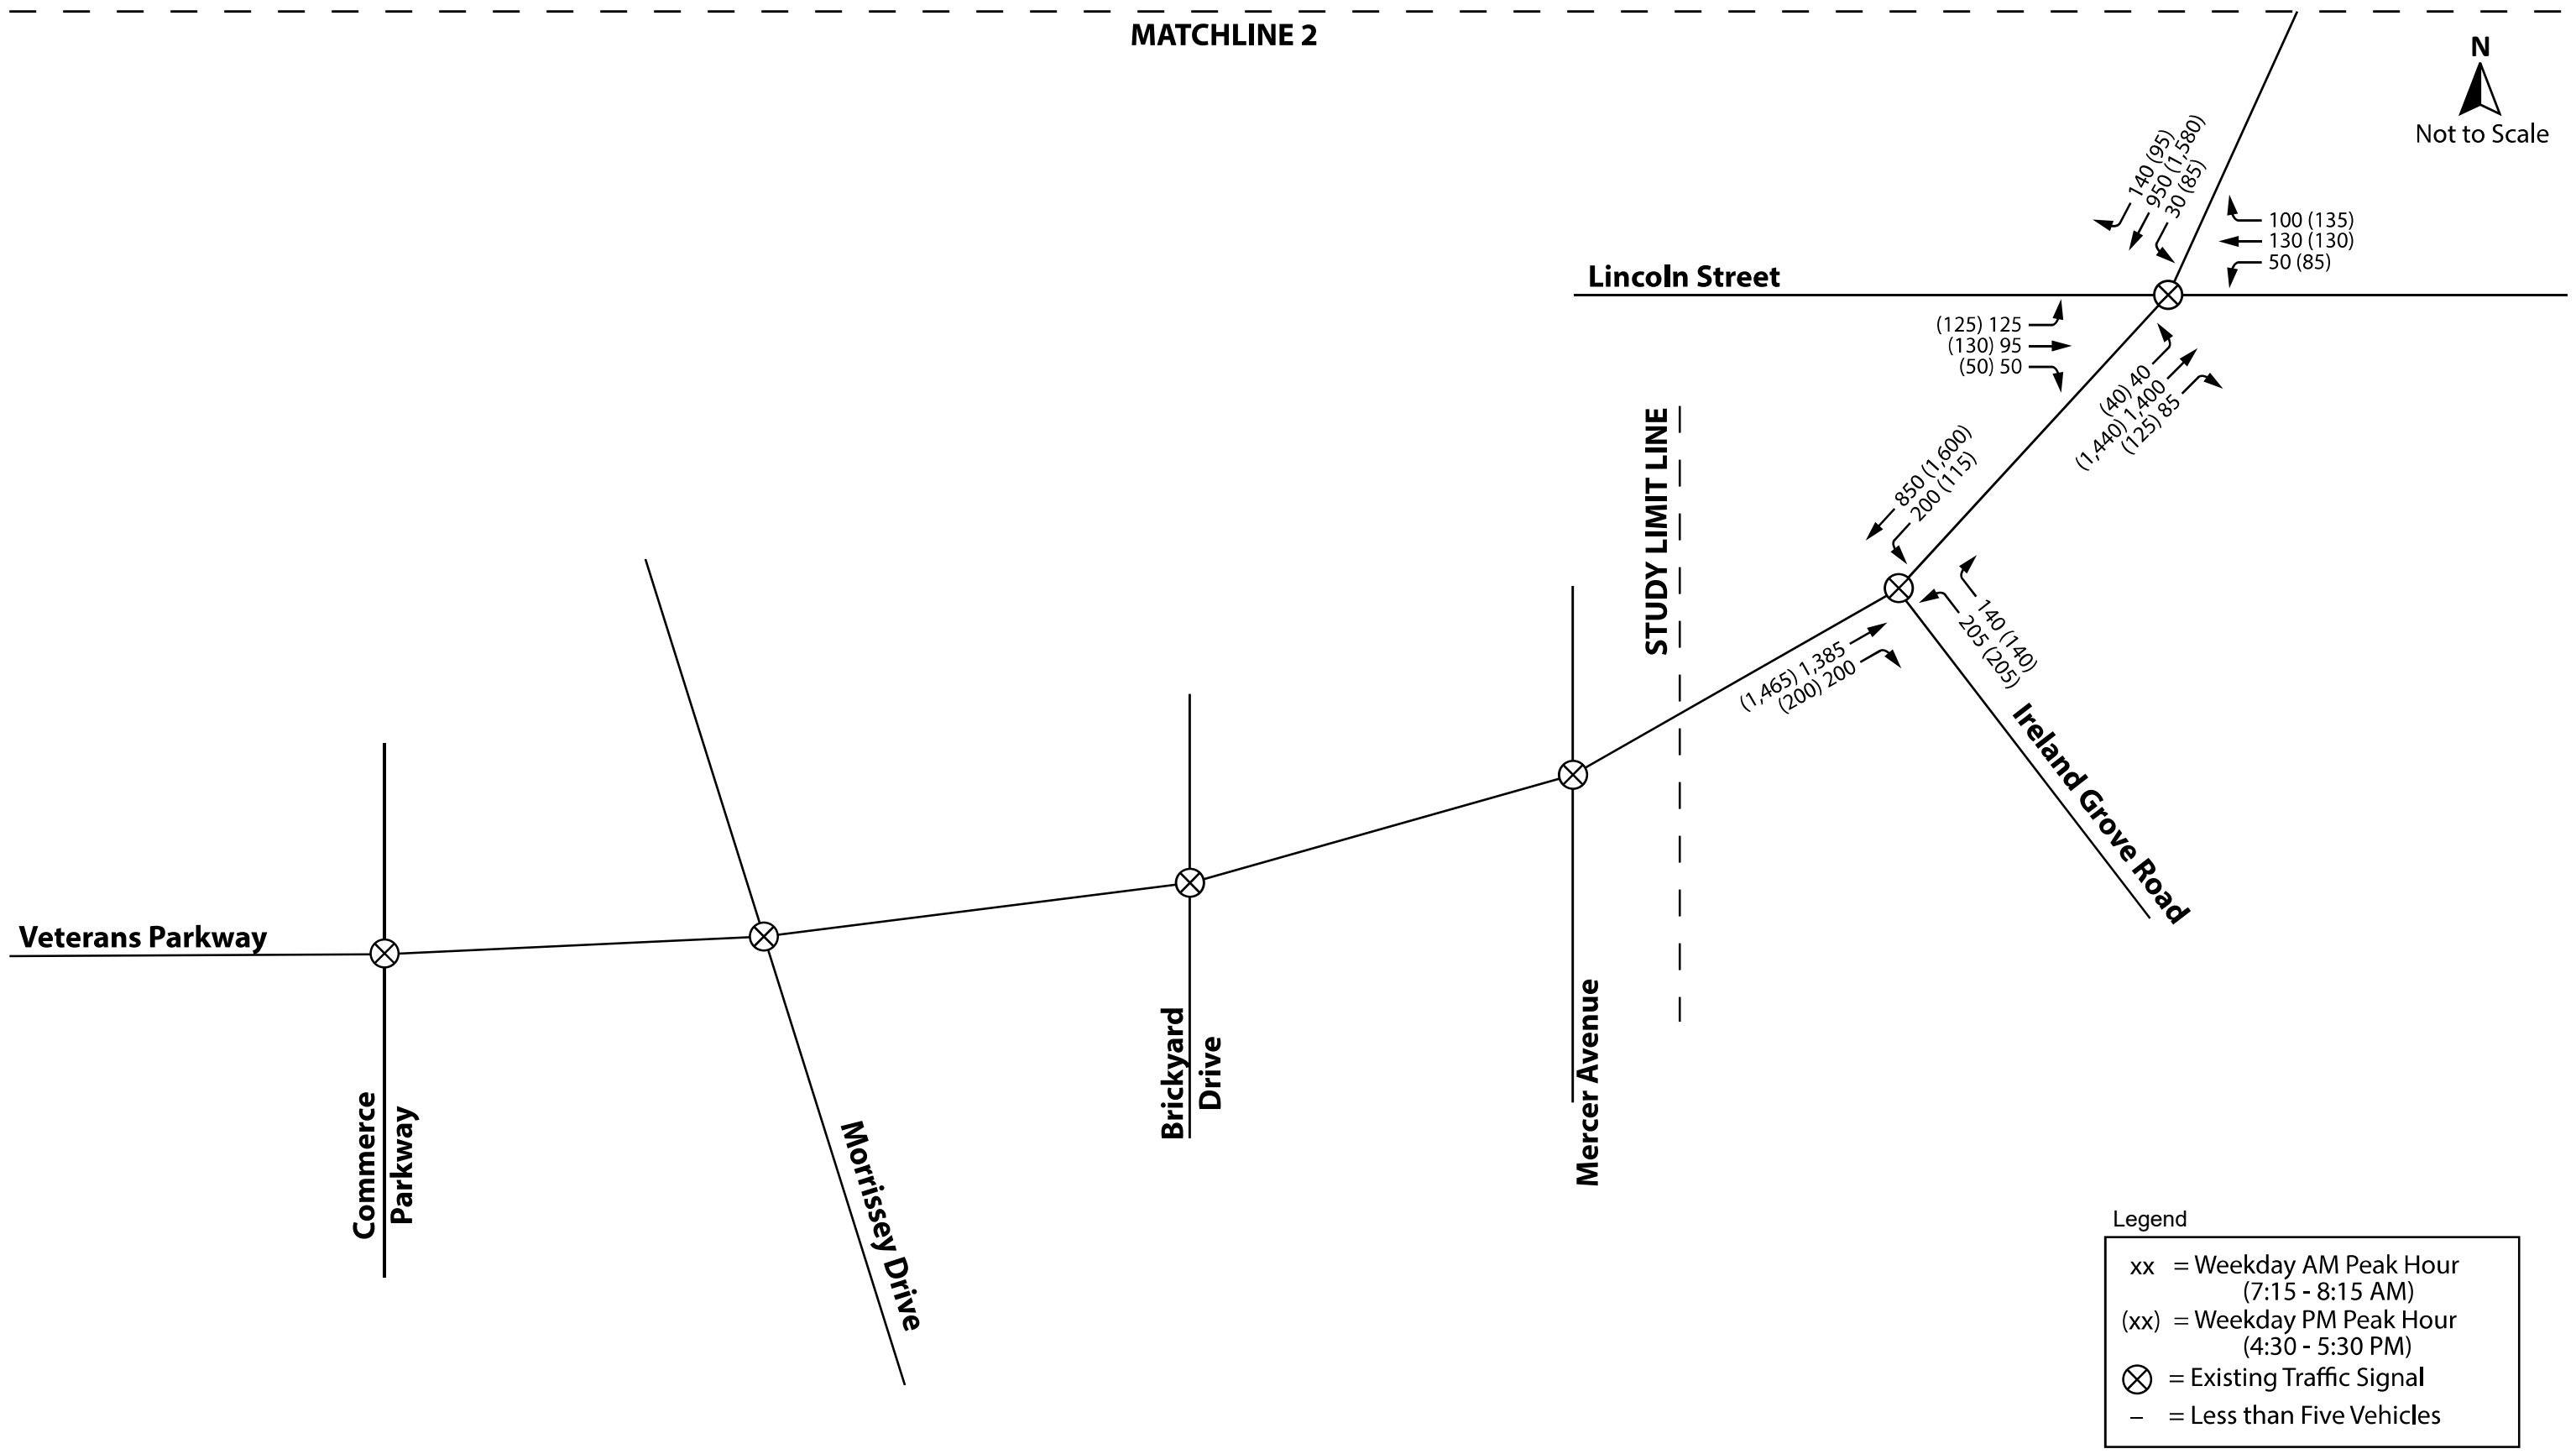 MATCHLINE 2
N
Not to Scale
140 (95)
950 (1,580)
30 (85)
100 (135)
130 (130)
50 (85)
Lincoln Street
(125) 125
(130) 95
(50) 50
(40) 40
(1,440) 1,400
(125) 85
STUDY LIMIT LINE
850 (1,600)
200 (115)
140 (140)
205 (205)
(1,465) 1,385
(200) 200
Ireland Grove Road
Veterans Parkway
Commerce
Parkway
Morrissey Drive
Brickyard
Drive
Mercer Avenue
Legend
xx = Weekday AM Peak Hour
(7:15 - 8:15 AM)
(xx) = Weekday PM Peak Hour
(4:30 - 5:30 PM)
= Existing Traffic Signal
– = Less than Five Vehicles